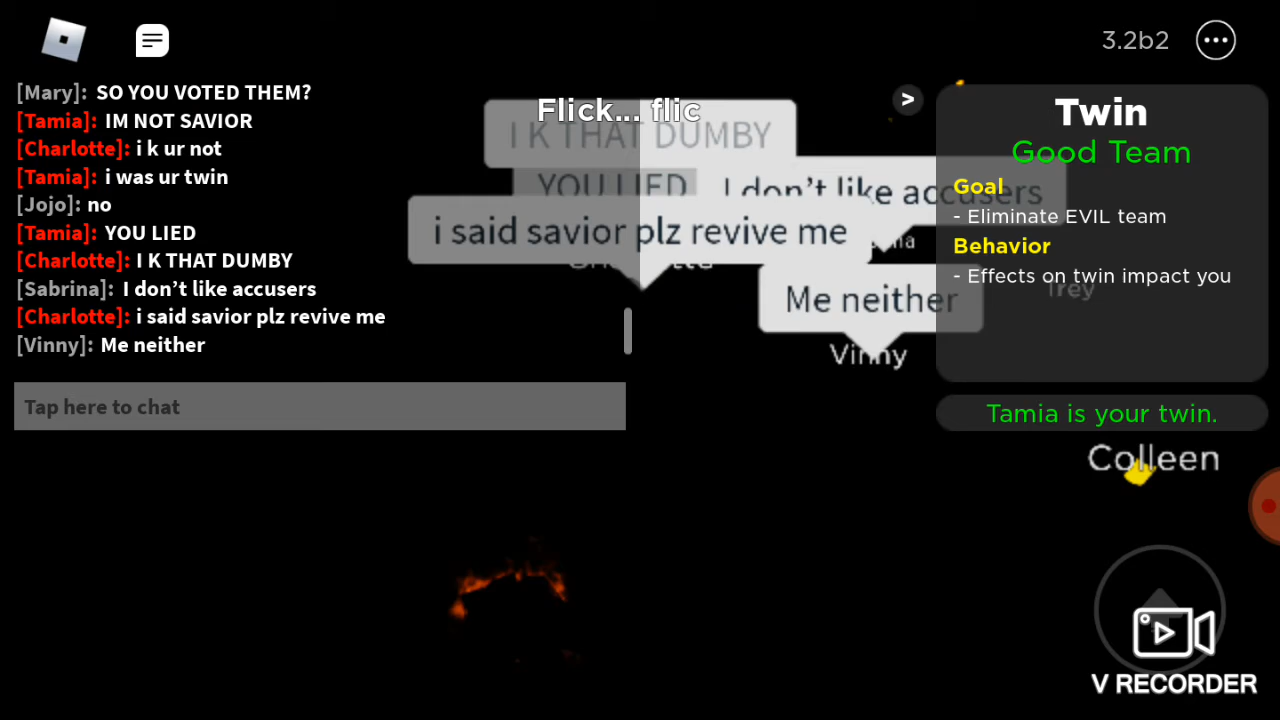 3.2b2
[Mary]: SO YOU VOTED THEM?
[Tamia]: IM NOT SAVIOR
[Charlotte]: i k ur not
[Tamia]: i was ur twin
[Jojo]: no
[Tamia]: YOU LIED
[Charlotte]: I K THAT DUMBY
[Sabrina]: I don’t like accusers
[Charlotte]: i said savior plz revive me
[Vinny]: Me neither
Tap here to chat
Flick... flic
I K THAT DUMBY
YOU LIED
I don’t like accusers
i said savior plz revive me
Me neither
Vinny
>
Twin
Good Team
Goal
- Eliminate EVIL team
Behavior
- Effects on twin impact you
Trey
Tamia is your twin.
Colleen
V RECORDER